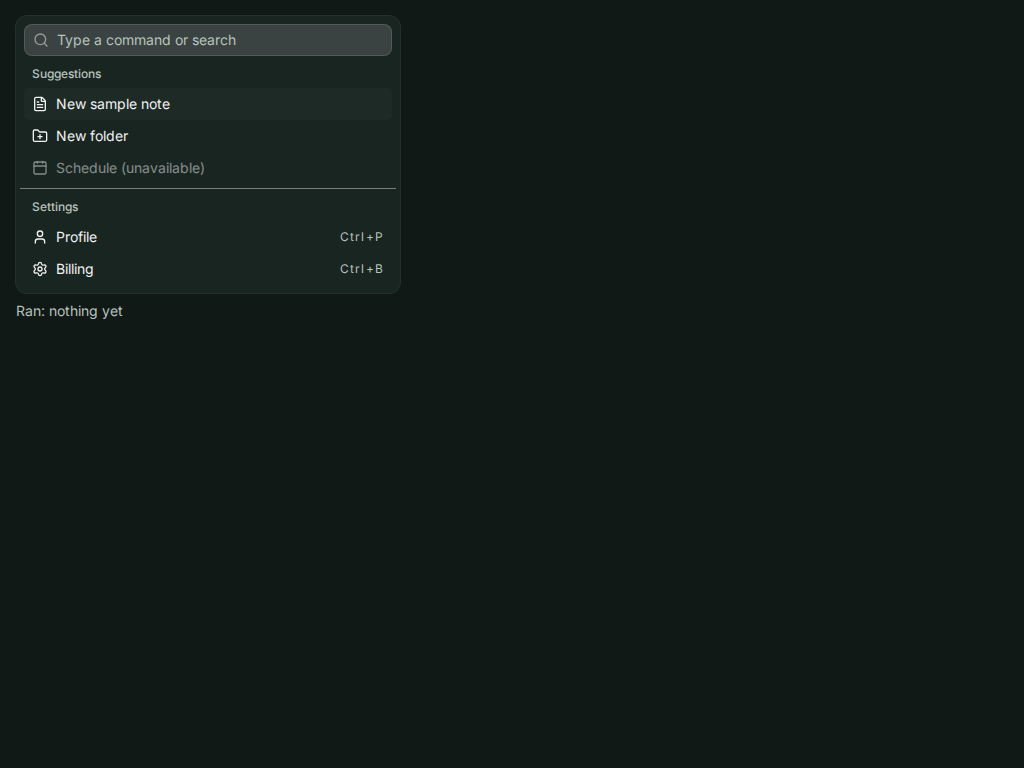 Type a command or search
Suggestions
New sample note
New folder
Schedule (unavailable)
Settings
Profile Ctrl+P
Billing Ctrl+B
Ran: nothing yet